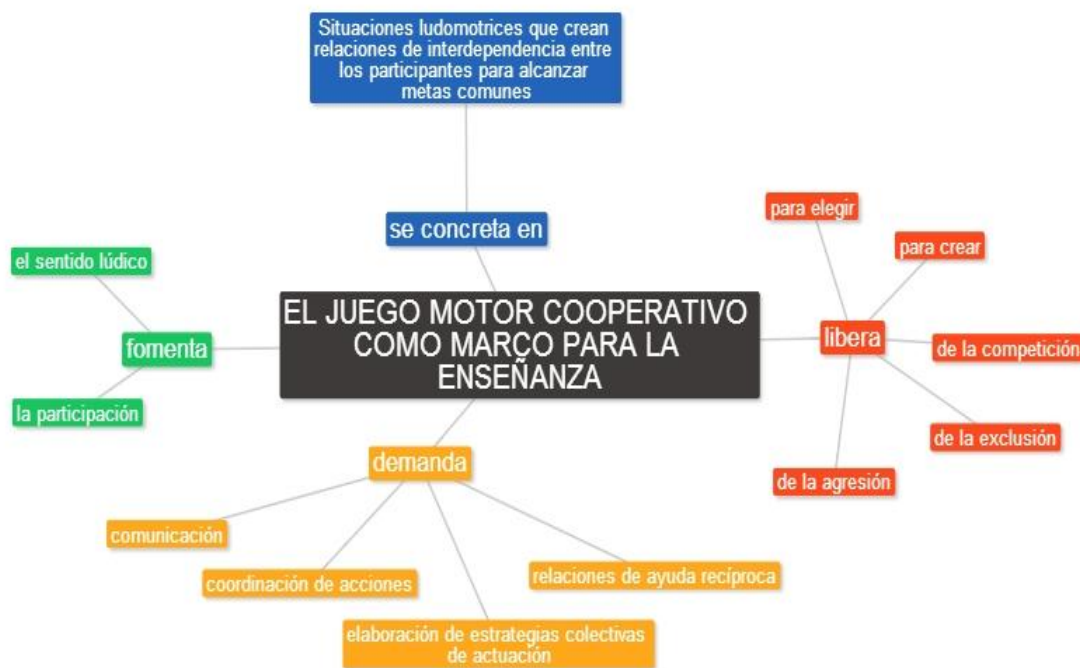 Situaciones ludomotrices que crean
relaciones de interdependencia entre
los participantes para alcanzar
metas comunes
se concreta en
para elegir
para crear
el sentido lúdico
EL JUEGO MOTOR COOPERATIVO
COMO MARCO PARA LA
ENSEÑANZA
libera
fomenta
de la competición
la participación
de la exclusión
demanda
de la agresión
comunicación
coordinación de acciones
relaciones de ayuda recíproca
elaboración de estrategias colectivas
de actuación